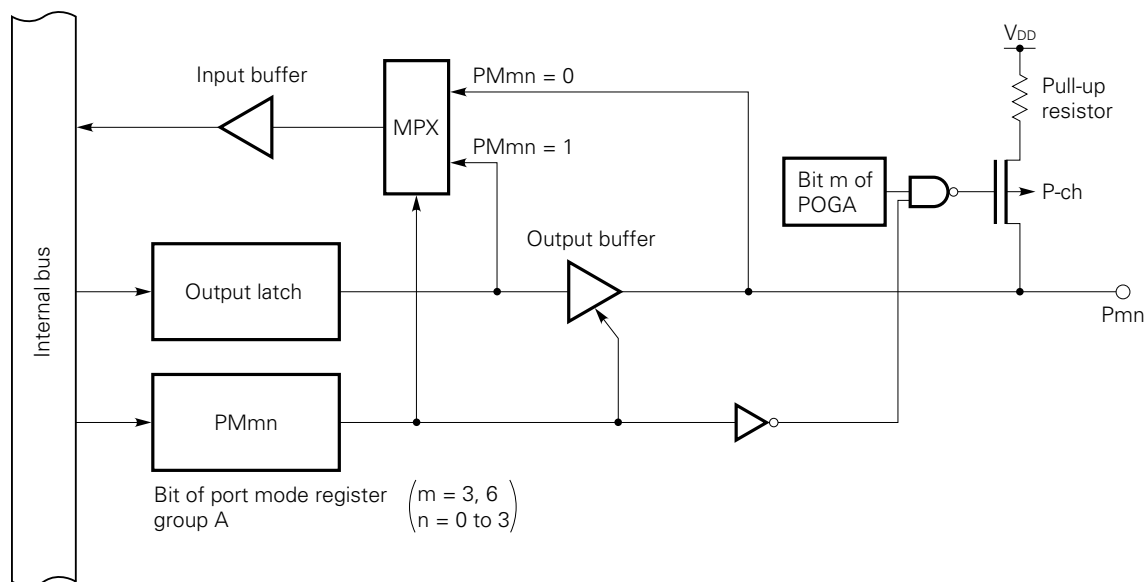 VDD
Input buffer
PMmn = 0
Pull-up
resistor
MPX
PMmn = 1
Bit m of
POGA
P-ch
Output buffer
Internal bus
Output latch
Pmn
PMmn
Bit of port mode register
group A
(m = 3, 6
n = 0 to 3)